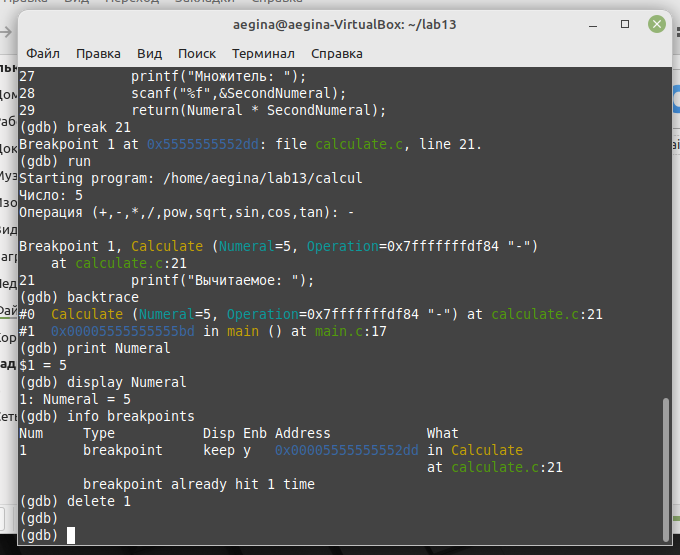 aegina@aegina-VirtualBox: ~/lab13
Файл Правка Вид Поиск Терминал Справка
27 printf("Множитель: ");
28 scanf("%f",&SecondNumeral);
29 return(Numeral * SecondNumeral);
(gdb) break 21
Breakpoint 1 at 0x5555555552dd: file calculate.c, line 21.
(gdb) run
Starting program: /home/aegina/lab13/calcul
Число: 5
Операция (+,-,*,/,pow,sqrt,sin,cos,tan): -
Breakpoint 1, Calculate (Numeral=5, Operation=0x7fffffffdf84 "-")
at calculate.c:21
21 printf("Вычитаемое: ");
(gdb) backtrace
#0 Calculate (Numeral=5, Operation=0x7fffffffdf84 "-") at calculate.c:21
#1 0x00005555555555bd in main () at main.c:17
(gdb) print Numeral
$1 = 5
(gdb) display Numeral
1: Numeral = 5
(gdb) info breakpoints
Num Type Disp Enb Address What
1 breakpoint keep y 0x00005555555552dd in Calculate
at calculate.c:21
breakpoint already hit 1 time
(gdb) delete 1
(gdb)
(gdb)